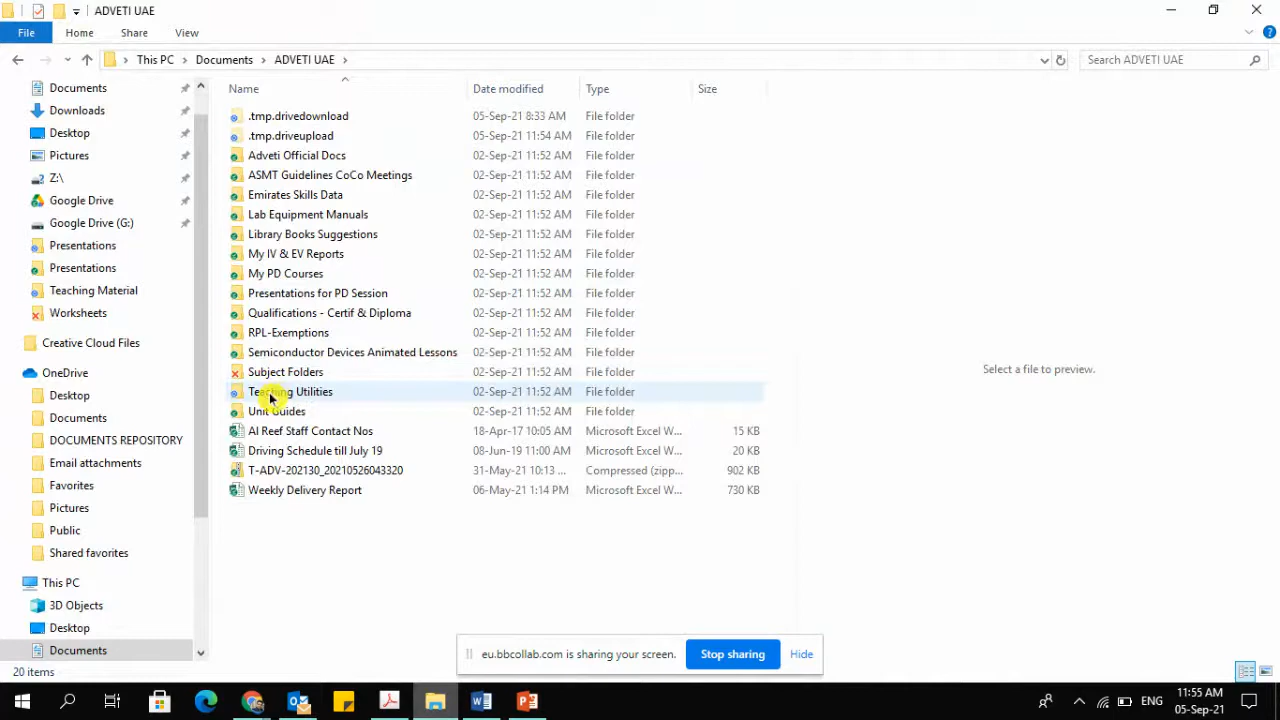 ADVETI UAE
File Home Share View
This PC Documents ADVETI UAE Search ADVETI UAE
Name Date modified Type Size
Documents
Downloads
Desktop
Pictures
Z:\
Google Drive
Google Drive (G:)
Presentations
Presentations
Teaching Material
Worksheets
Creative Cloud Files
OneDrive
Desktop
Documents
DOCUMENTS REPOSITORY
Email attachments
Favorites
Pictures
Public
Shared favorites
This PC
3D Objects
Desktop
Documents
.tmp.drivedownload 05-Sep-21 8:33 AM File folder
.tmp.driveupload 05-Sep-21 11:54 AM File folder
Adveti Official Docs 02-Sep-21 11:52 AM File folder
ASMT Guidelines CoCo Meetings 02-Sep-21 11:52 AM File folder
Emirates Skills Data 02-Sep-21 11:52 AM File folder
Lab Equipment Manuals 02-Sep-21 11:52 AM File folder
Library Books Suggestions 02-Sep-21 11:52 AM File folder
My IV & EV Reports 02-Sep-21 11:52 AM File folder
My PD Courses 02-Sep-21 11:52 AM File folder
Presentations for PD Session 02-Sep-21 11:52 AM File folder
Qualifications - Certif & Diploma 02-Sep-21 11:52 AM File folder
RPL-Exemptions 02-Sep-21 11:52 AM File folder
Semiconductor Devices Animated Lessons 02-Sep-21 11:52 AM File folder
Subject Folders 02-Sep-21 11:52 AM File folder
Teaching Utilities 02-Sep-21 11:52 AM File folder
Unit Guides 02-Sep-21 11:52 AM File folder
Al Reef Staff Contact Nos 18-Apr-17 10:05 AM Microsoft Excel W... 15 KB
Driving Schedule till July 19 08-Jun-19 11:00 AM Microsoft Excel W... 20 KB
T-ADV-202130_20210526043320 31-May-21 10:13 ... Compressed (zipp... 902 KB
Weekly Delivery Report 06-May-21 1:14 PM Microsoft Excel W... 730 KB
Select a file to preview.
eu.bbcollab.com is sharing your screen. Stop sharing Hide
20 items
ENG 11:55 AM
05-Sep-21